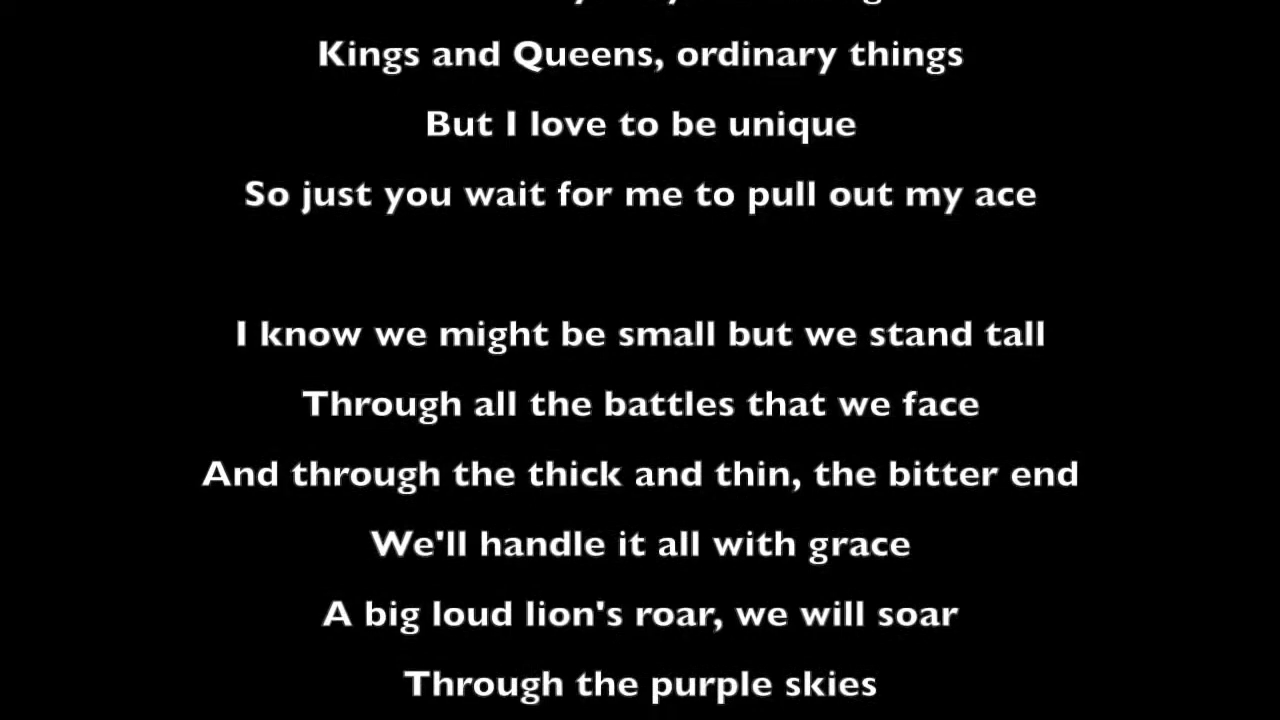 Kings and Queens, ordinary things
But I love to be unique
So just you wait for me to pull out my ace
I know we might be small but we stand tall
Through all the battles that we face
And through the thick and thin, the bitter end
We'll handle it all with grace
A big loud lion's roar, we will soar
Through the purple skies